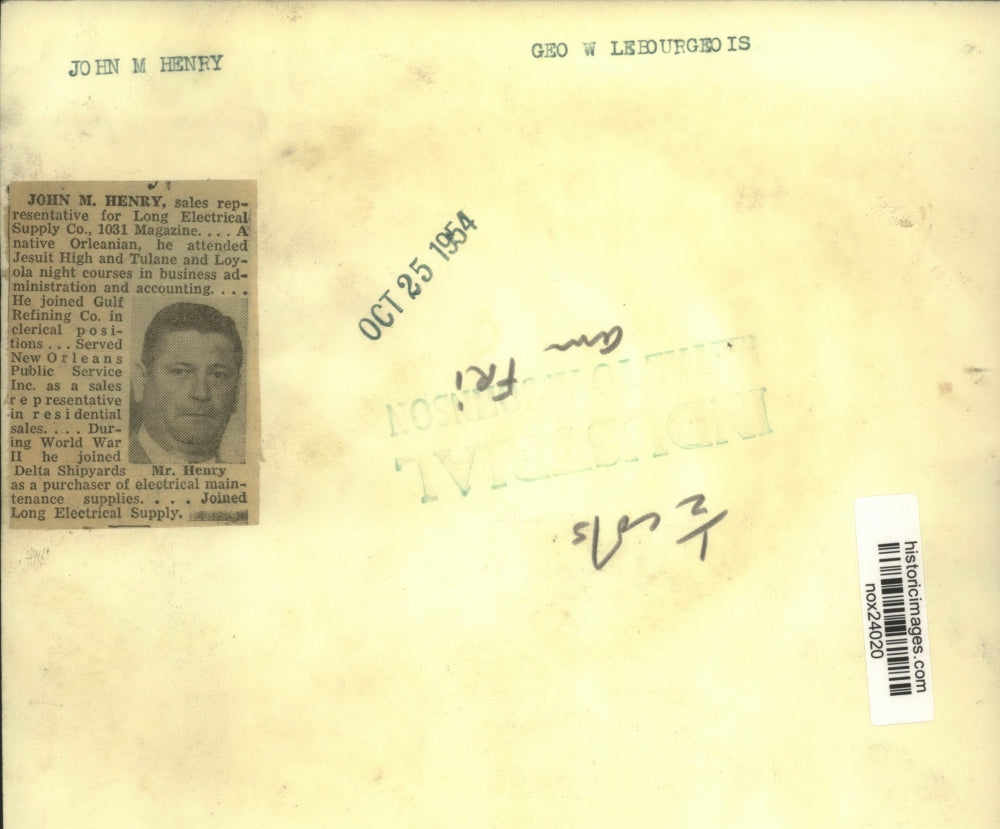 JOHN M HENRY
GEO W LEBOURGEOIS
JOHN M. HENRY, sales rep-
resentative for Long Electrical
Supply Co., 1031 Magazine. . . . A
native Orleanian, he attended
Jesuit High and Tulane and Loy-
ola night courses in business ad-
ministration and accounting. . . .
He joined Gulf
Refining Co. in
clerical posi-
tions . . . Served
New Orleans
Public Service
Inc. as a sales
representative
in residential
sales. . . . Dur-
ing World War
II he joined
Delta Shipyards
Mr. Henry
as a purchaser of electrical main-
tenance supplies. . . . Joined
Long Electrical Supply.
OCT 25 1954
am
FRi
INDUSTRIAL
1/2 cols
historicimages.com
nox24020